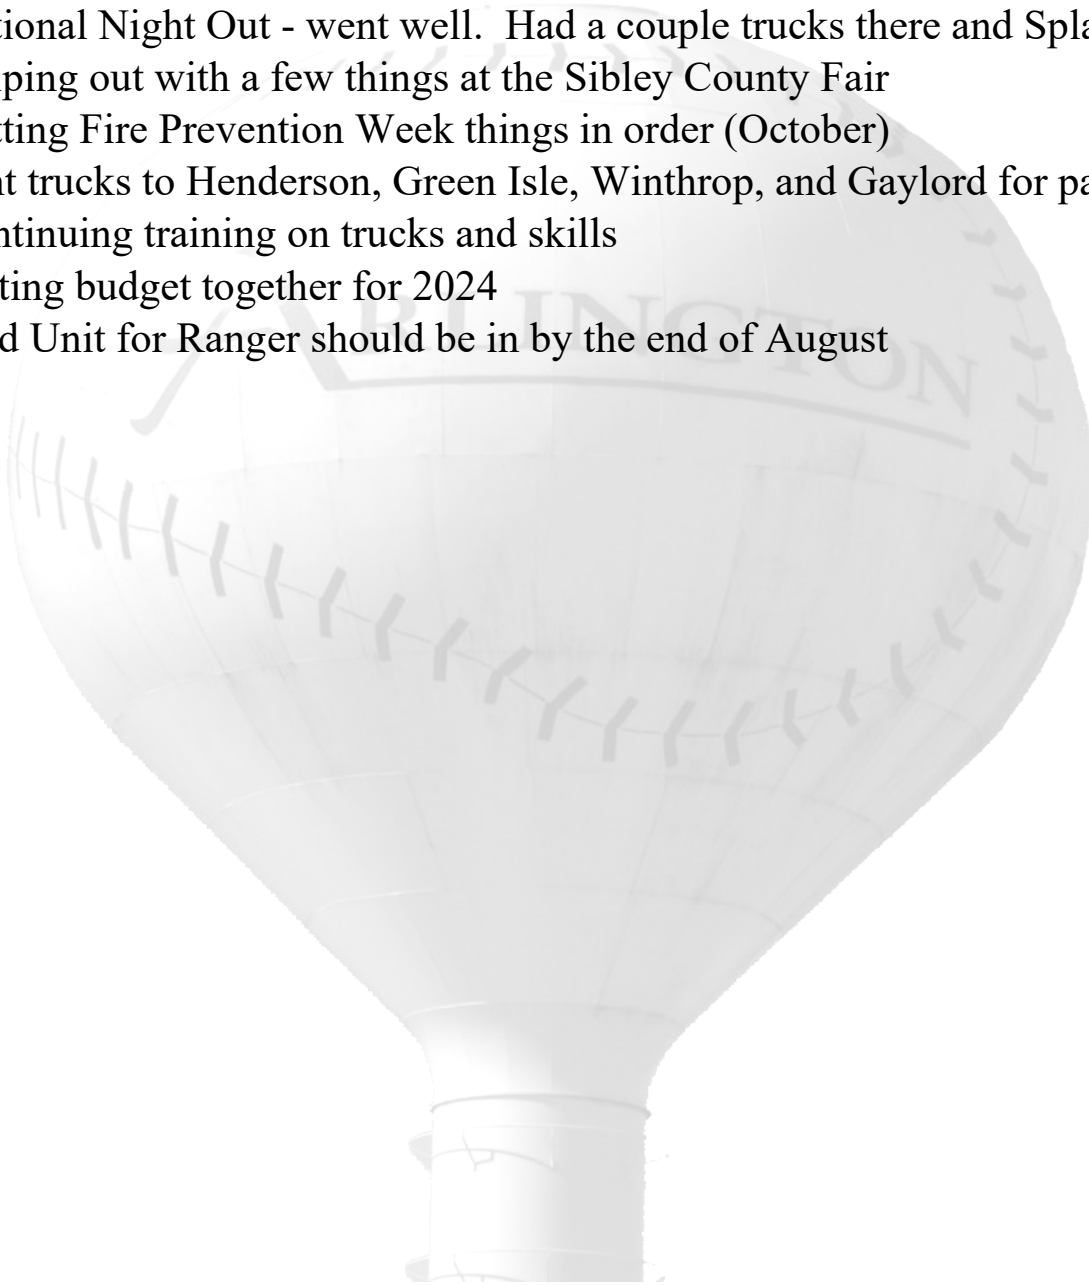 tional Night Out - went well.  Had a couple trucks there and Spla
ping out with a few things at the Sibley County Fair
tting Fire Prevention Week things in order (October)
nt trucks to Henderson, Green Isle, Winthrop, and Gaylord for pa
ntinuing training on trucks and skills
ting budget together for 2024
d Unit for Ranger should be in by the end of August
ARLINGTON